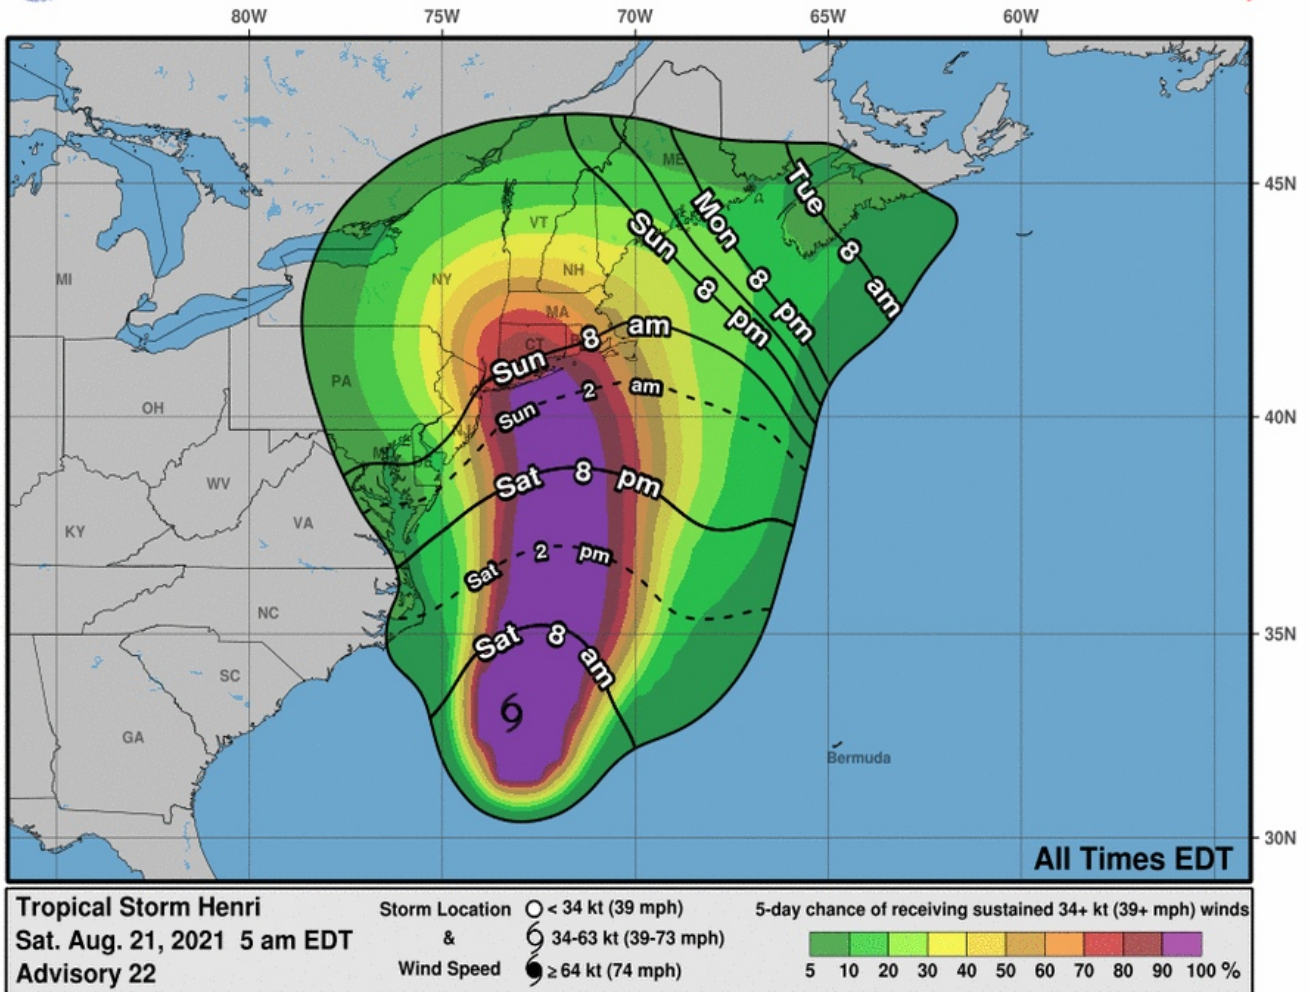 80W 75W 70W 65W 60W
45N
40N
35N
30N
ME
VT
NH
NY
MA
CT
MI
PA
OH
NJ
MD
DE
WV
VA
KY
NC
SC
GA
Bermuda
Tue 8 am
Mon 8 pm
Sun 8 pm
Sun 8 am
Sun 2 am
Sat 8 pm
Sat 2 pm
Sat 8 am
All Times EDT
Tropical Storm Henri
Sat. Aug. 21, 2021 5 am EDT
Advisory 22
Storm Location
&
Wind Speed
< 34 kt (39 mph)
34-63 kt (39-73 mph)
≥ 64 kt (74 mph)
5-day chance of receiving sustained 34+ kt (39+ mph) winds
5 10 20 30 40 50 60 70 80 90 100 %